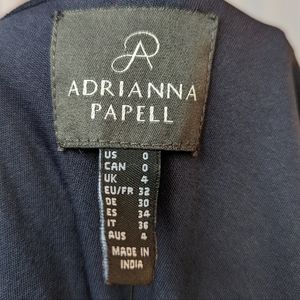 ADRIANNA
PAPELL
US 0
CAN 0
UK 4
EU/FR 32
DE 30
ES 34
IT 36
AUS 4
MADE IN
INDIA